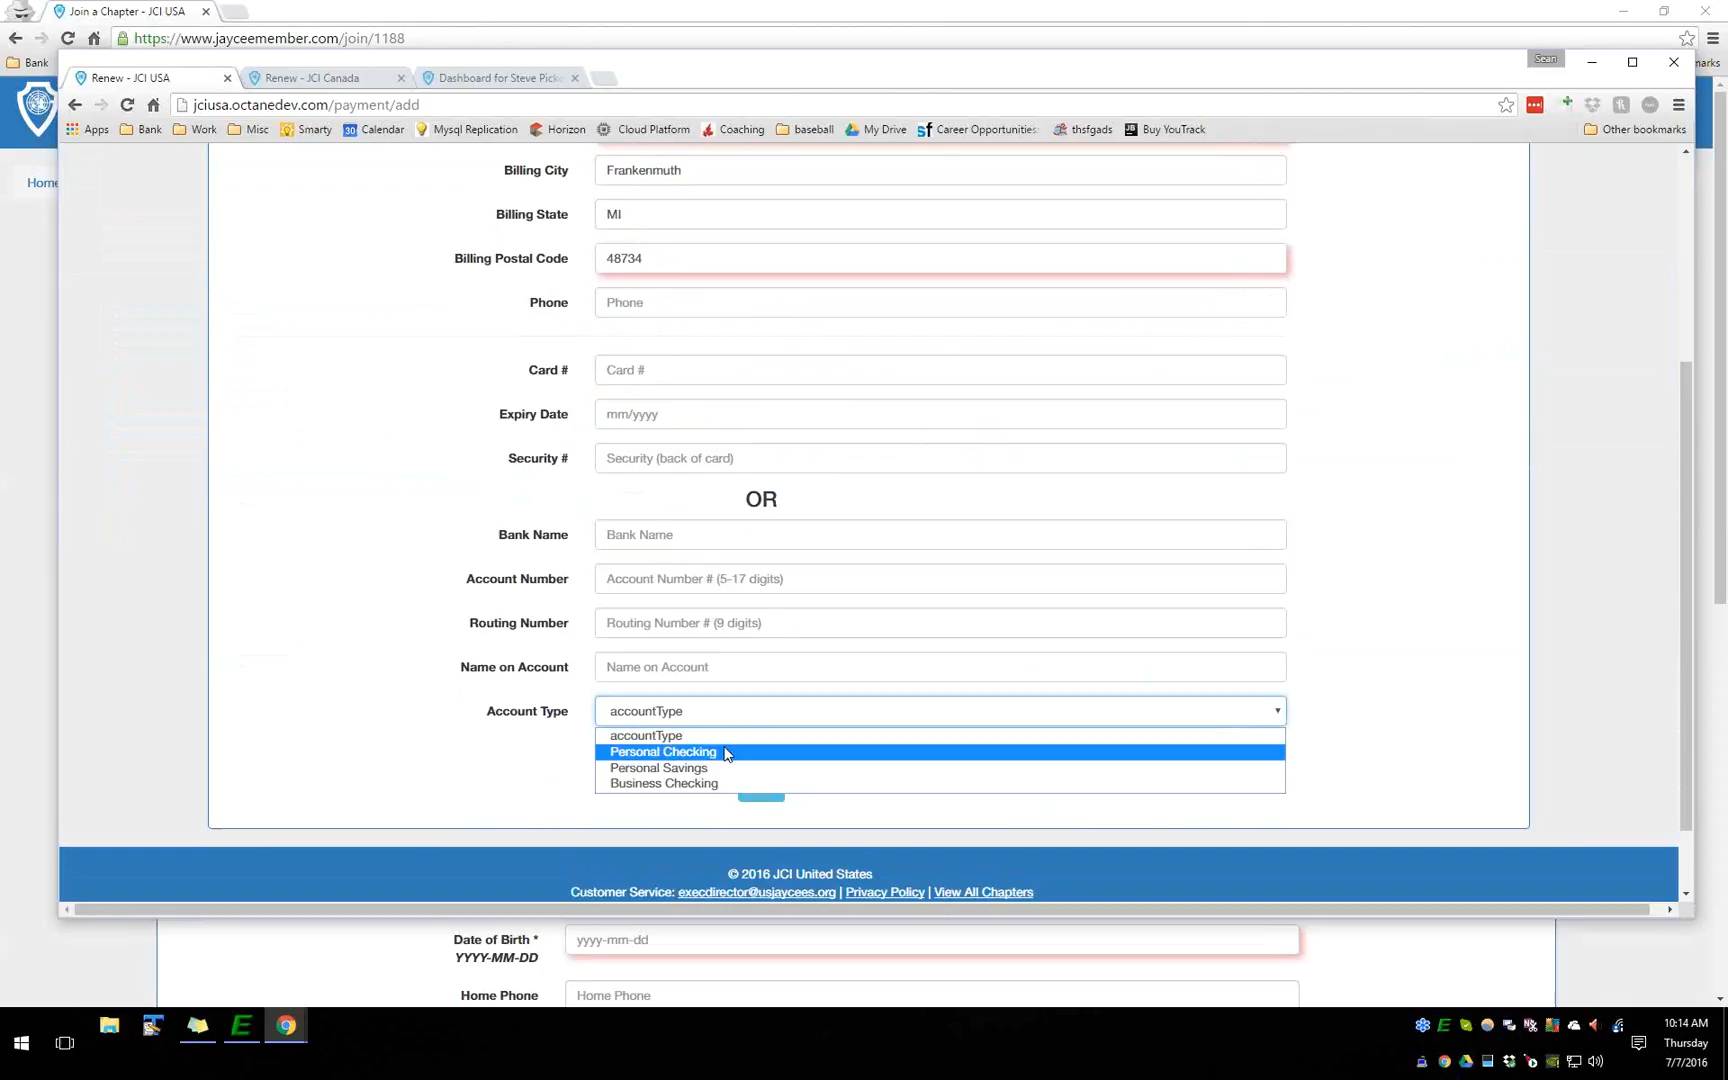 Join a Chapter - JCI USA
https://www.jayceemember.com/join/1188
Bank
Sean
Renew - JCI USA
Renew - JCI Canada
Dashboard for Steve Picke
jciusa.octanedev.com/payment/add
Apps
Bank
Work
Misc
Smarty
Calendar
Mysql Replication
Horizon
Cloud Platform
Coaching
baseball
My Drive
Career Opportunities:
thsfgads
Buy YouTrack
Other bookmarks
rks
Home
Billing City
Frankenmuth
Billing State
MI
Billing Postal Code
48734
Phone
Phone
Card #
Card #
Expiry Date
mm/yyyy
Security #
Security (back of card)
OR
Bank Name
Bank Name
Account Number
Account Number # (5-17 digits)
Routing Number
Routing Number # (9 digits)
Name on Account
Name on Account
Account Type
accountType
accountType
Personal Checking
Personal Savings
Business Checking
© 2016 JCI United States
Customer Service: execdirector@usjaycees.org | Privacy Policy | View All Chapters
Date of Birth *
yyyy-mm-dd
YYYY-MM-DD
Home Phone
Home Phone
10:14 AM
Thursday
7/7/2016